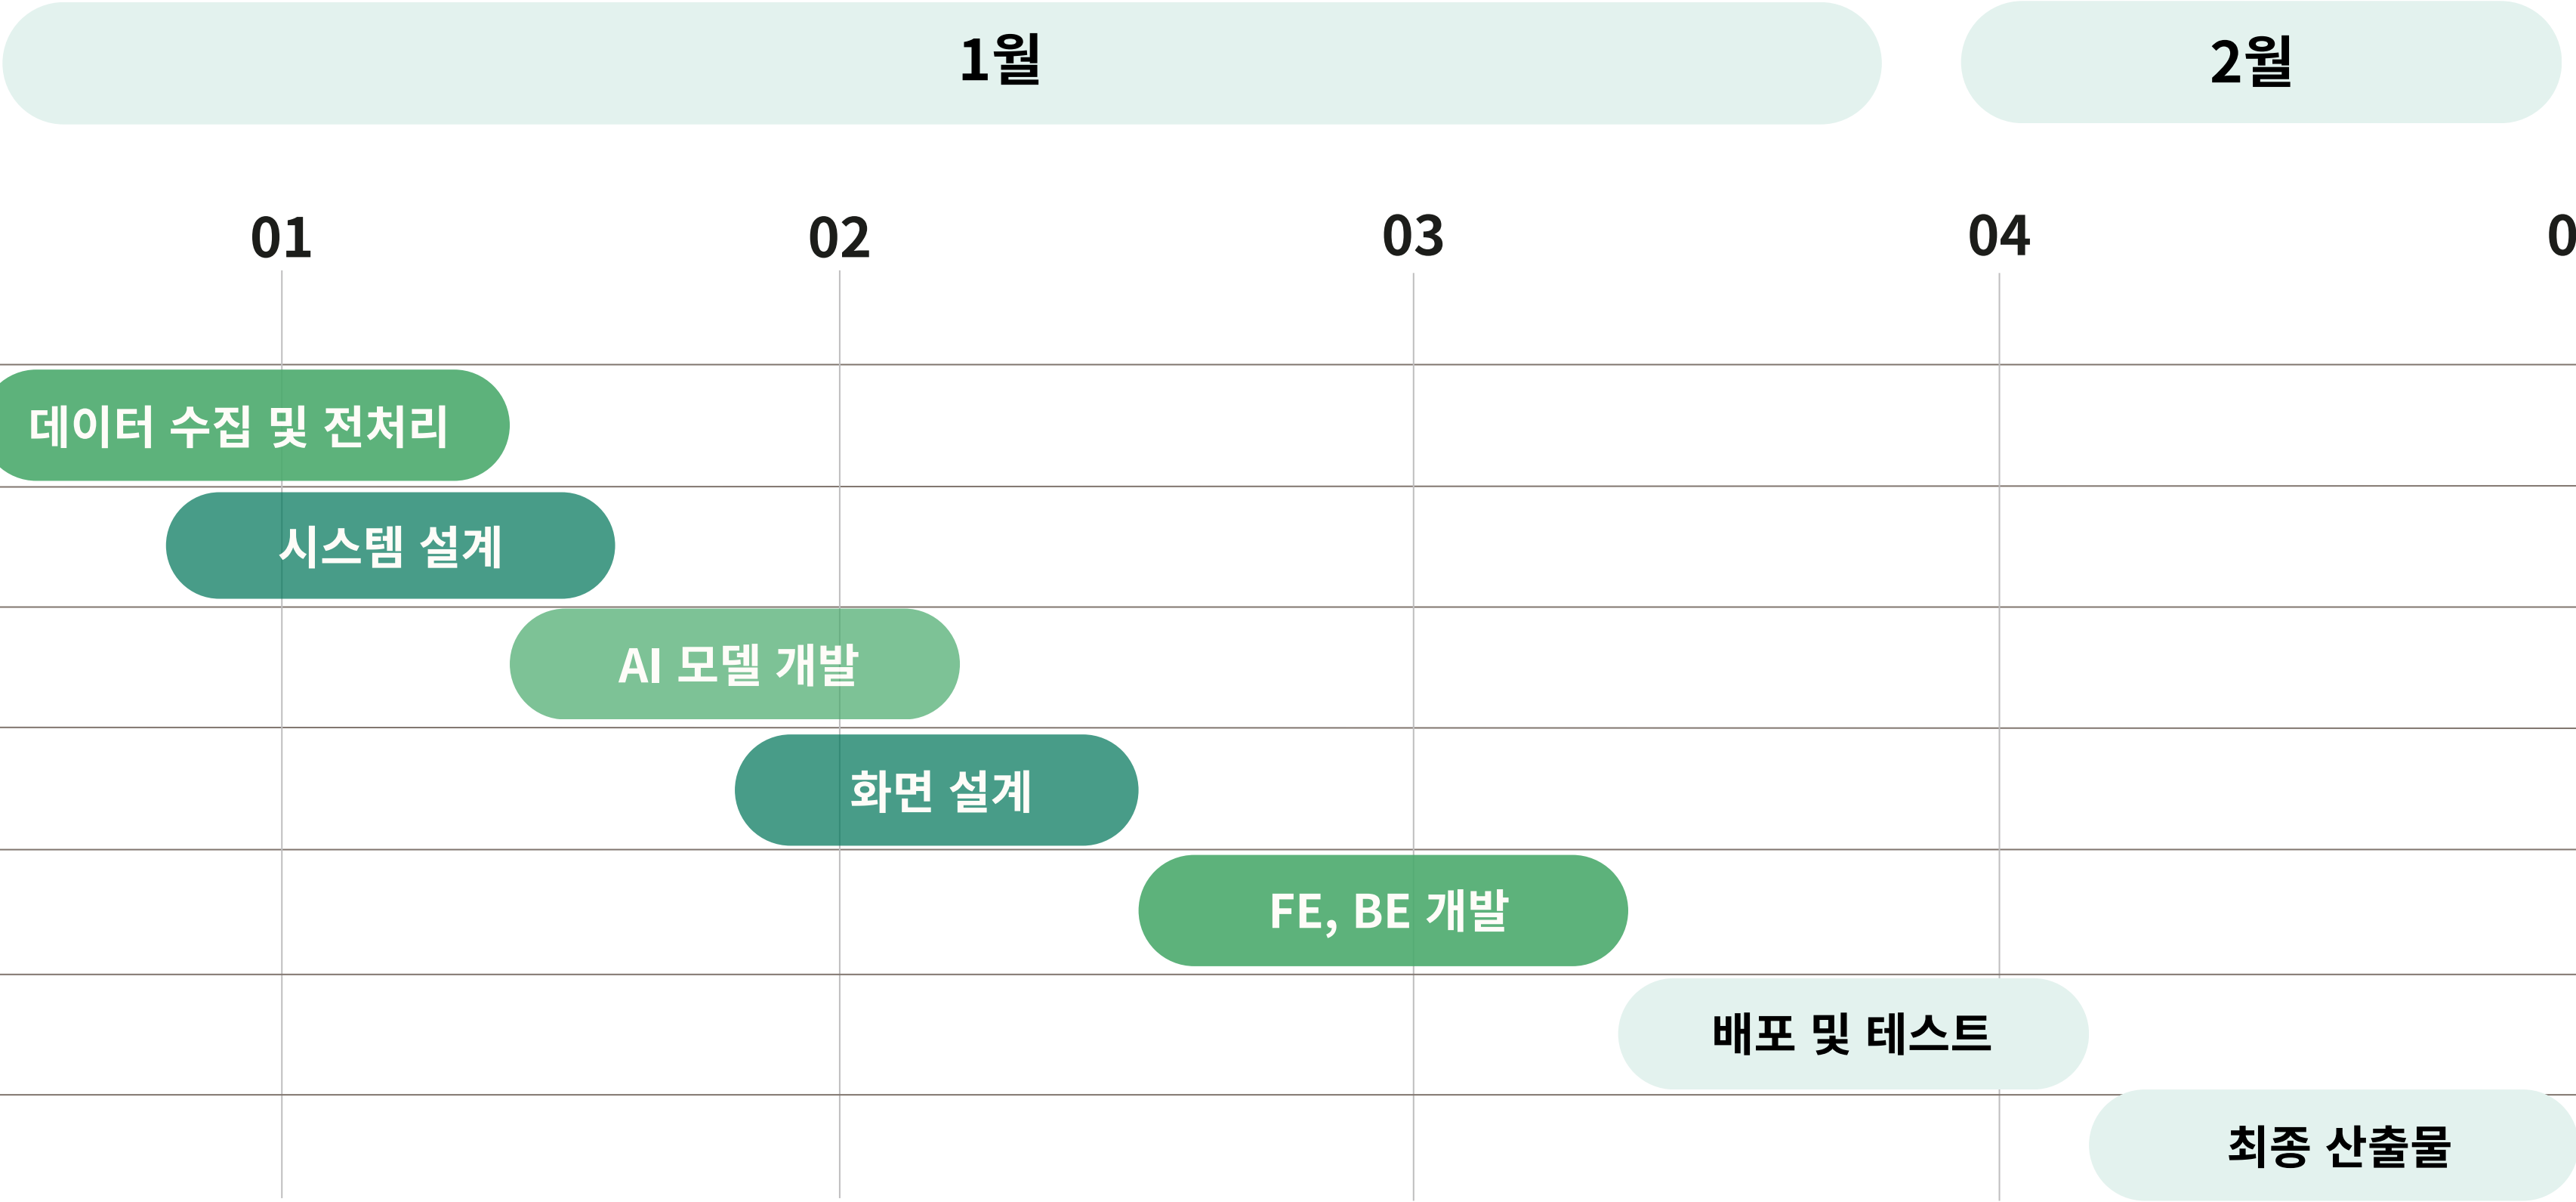 1월 2월
01 02 03 04 0
데이터 수집 및 전처리
시스템 설계
AI 모델 개발
화면 설계
FE, BE 개발
배포 및 테스트
최종 산출물